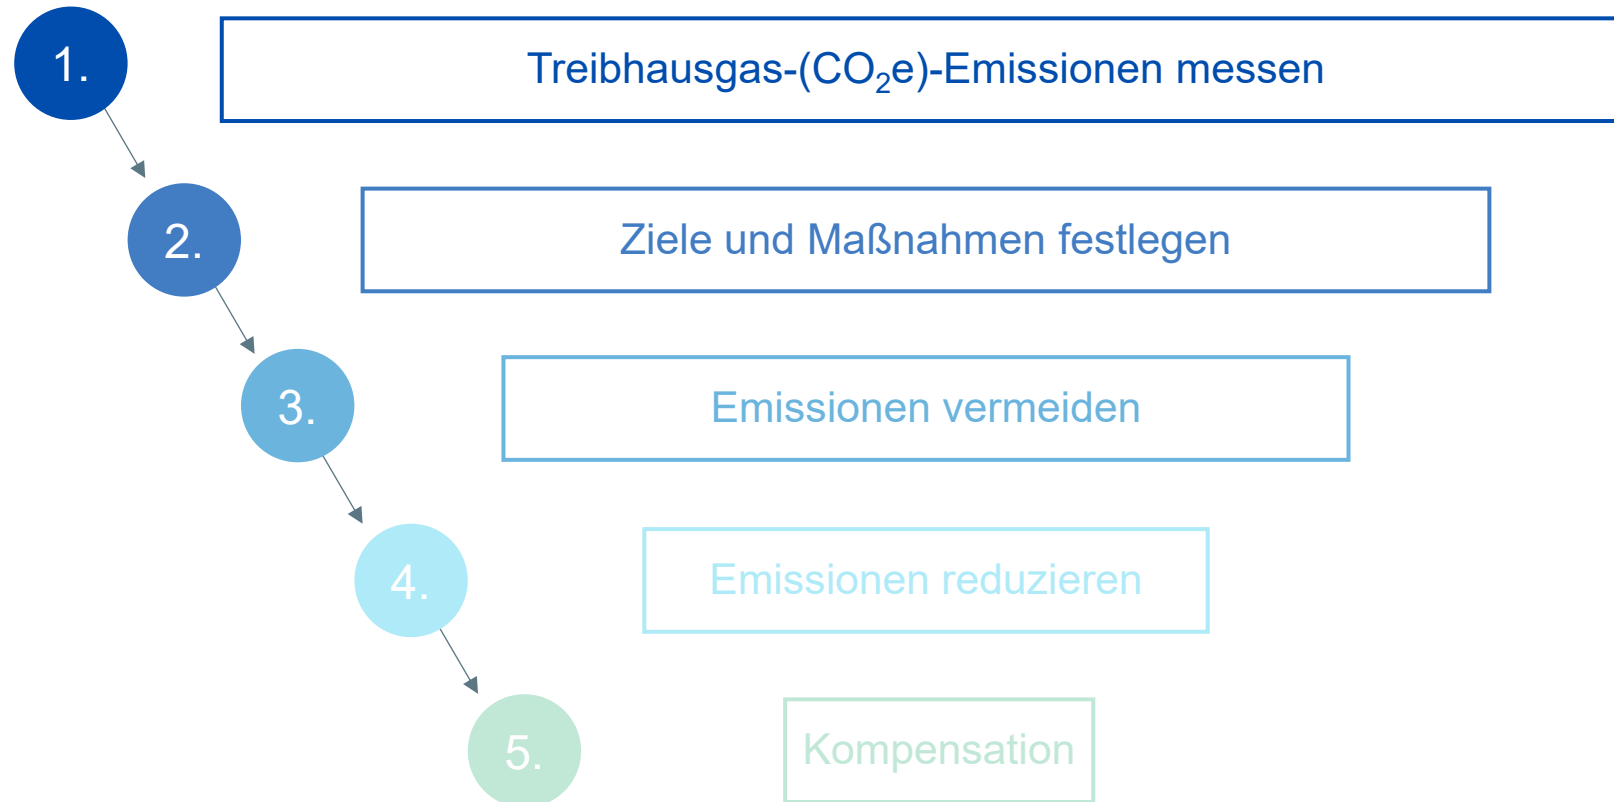 1. Treibhausgas-(CO₂e)-Emissionen messen
2. Ziele und Maßnahmen festlegen
3. Emissionen vermeiden
4. Emissionen reduzieren
5. Kompensation